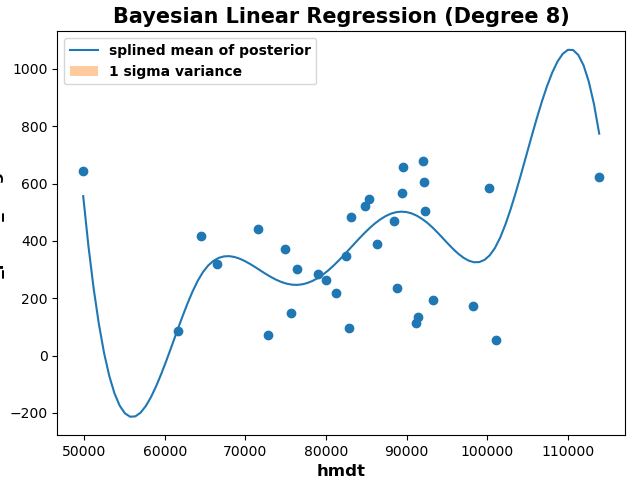 Bayesian Linear Regression (Degree 8)
splined mean of posterior
1 sigma variance
1000
800
600
400
200
0
−200
50000 60000 70000 80000 90000 100000 110000
hmdt